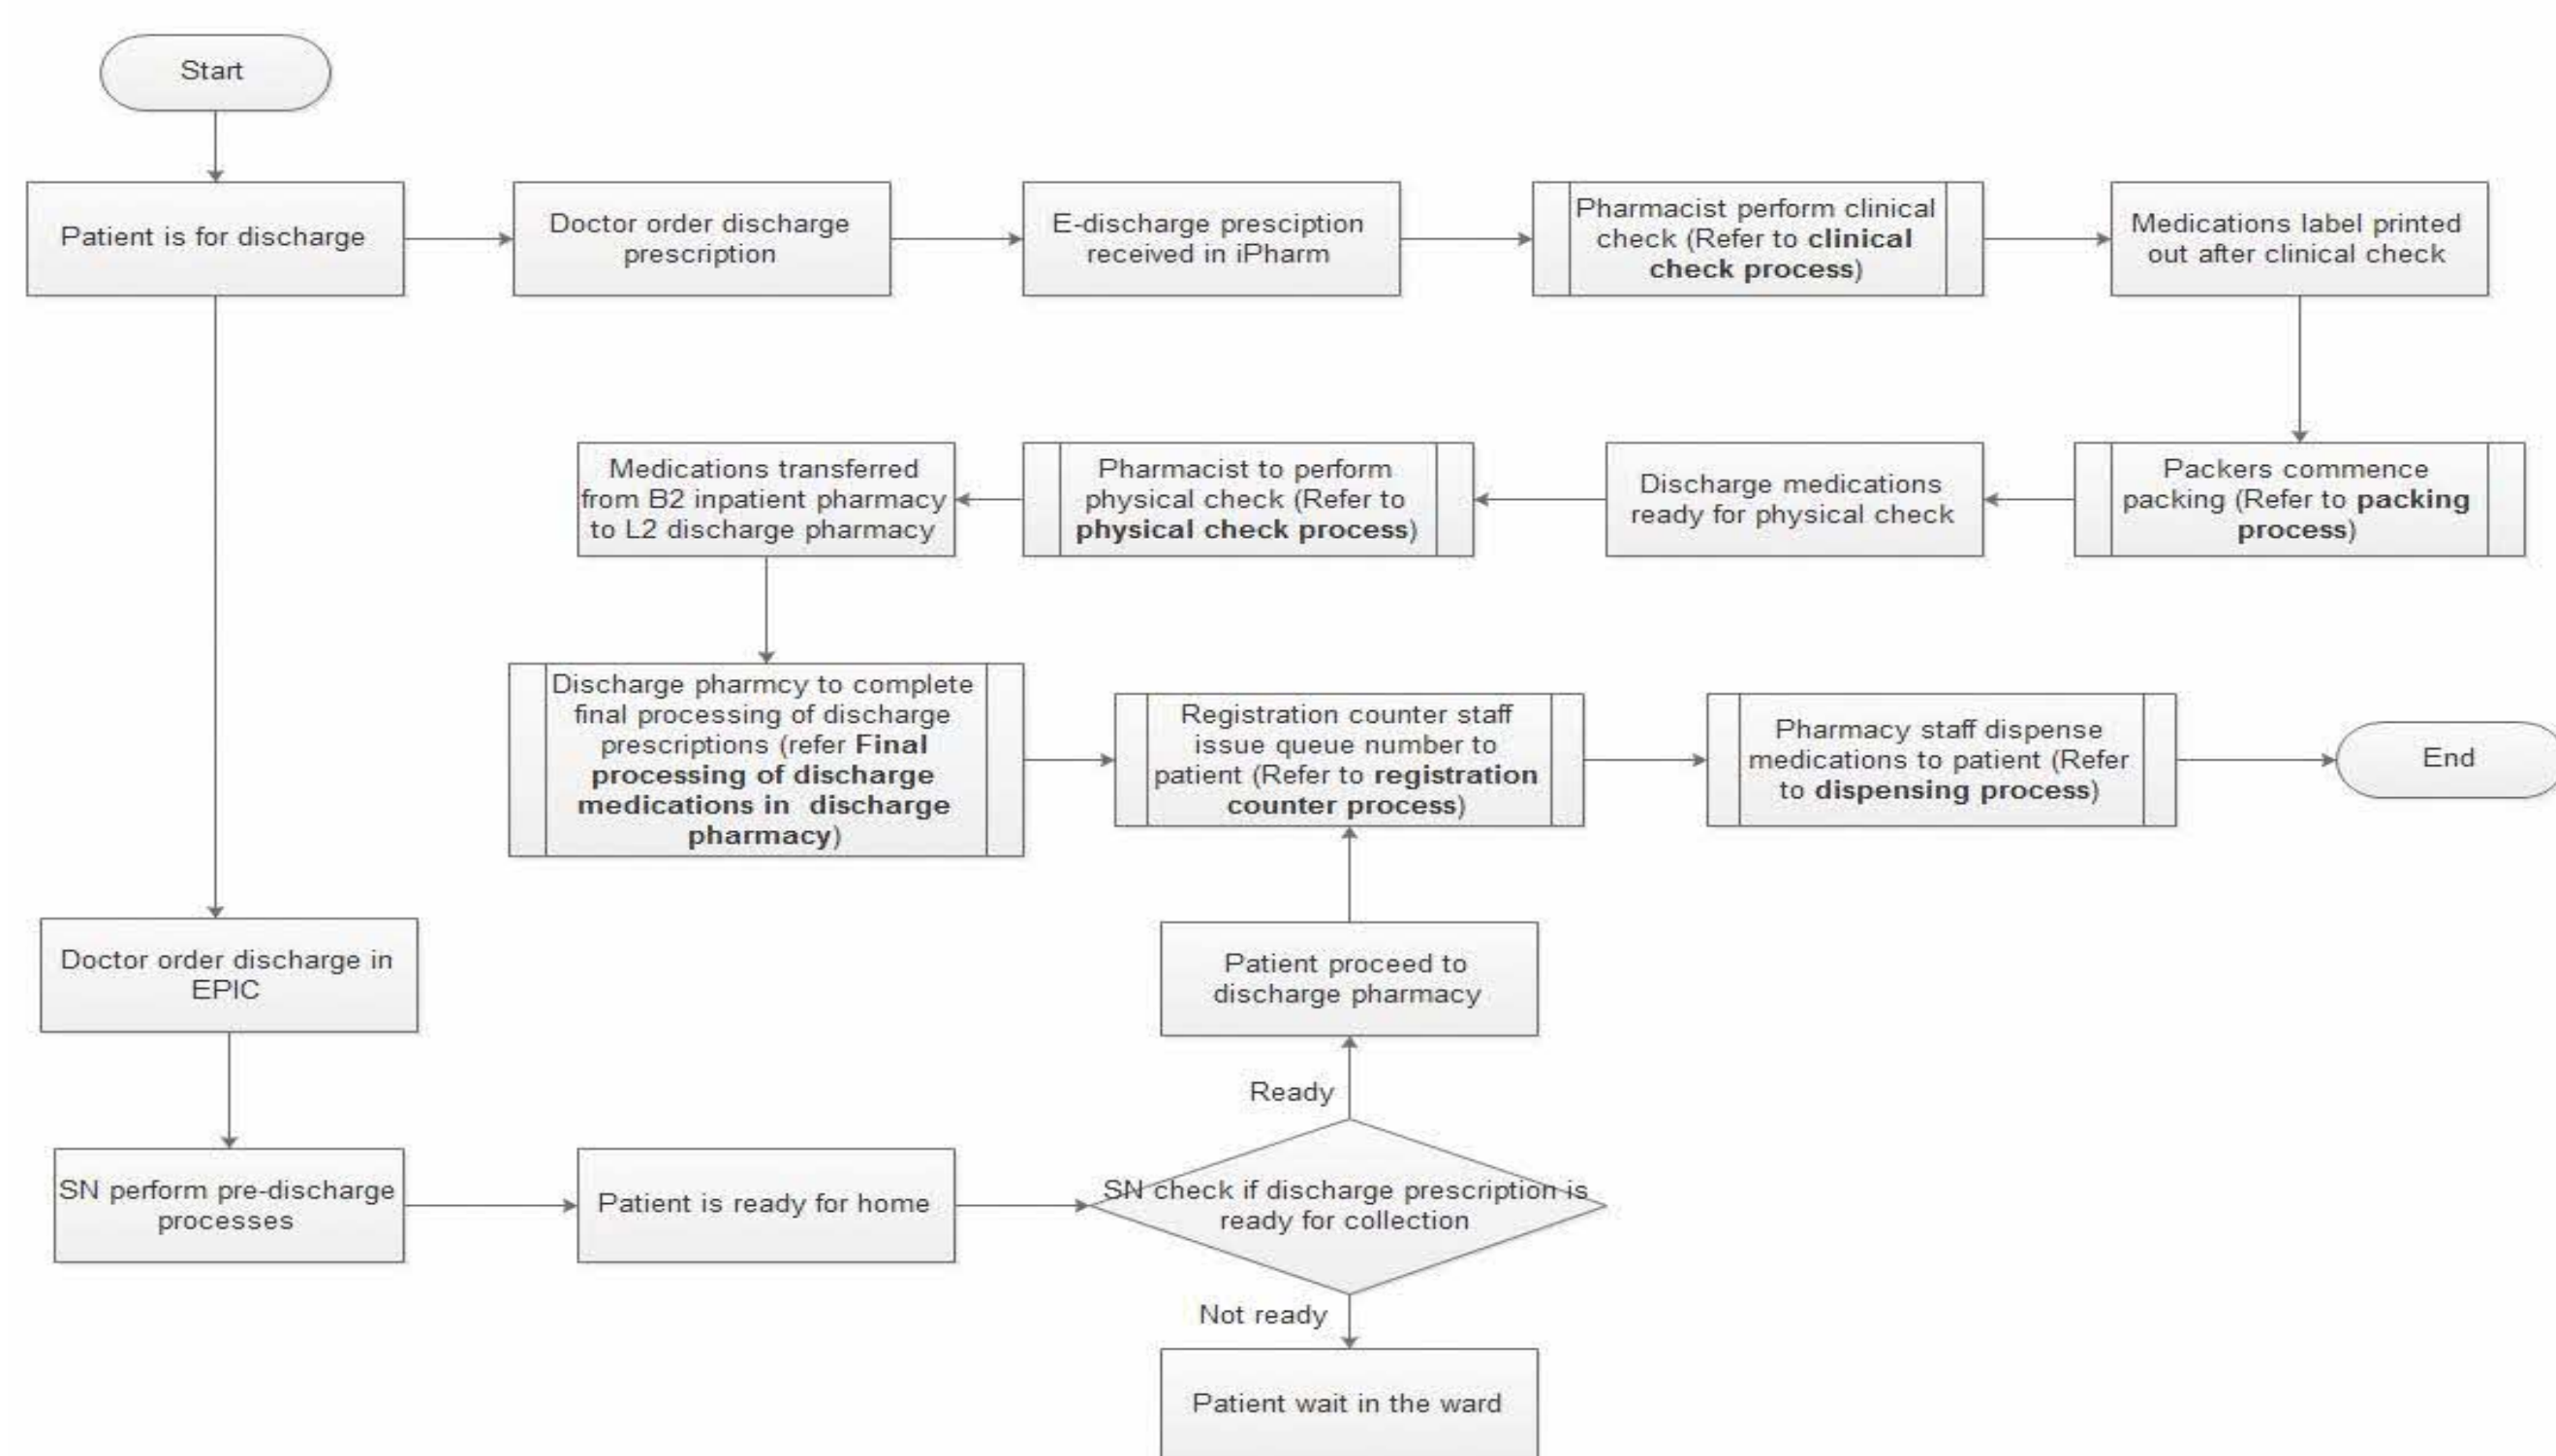 Start
Patient is for discharge
Doctor order discharge
prescription
E-discharge presciption
received in iPharm
Pharmacist perform clinical
check (Refer to clinical
check process)
Medications label printed
out after clinical check
Medications transferred
from B2 inpatient pharmacy
to L2 discharge pharmacy
Pharmacist to perform
physical check (Refer to
physical check process)
Discharge medications
ready for physical check
Packers commence
packing (Refer to packing
process)
Discharge pharmcy to complete
final processing of discharge
prescriptions (refer Final
processing of discharge
medications in discharge
pharmacy)
Registration counter staff
issue queue number to
patient (Refer to registration
counter process)
Pharmacy staff dispense
medications to patient (Refer
to dispensing process)
End
Doctor order discharge in
EPIC
Patient proceed to
discharge pharmacy
Ready
SN perform pre-discharge
processes
Patient is ready for home
SN check if discharge prescription is
ready for collection
Not ready
Patient wait in the ward